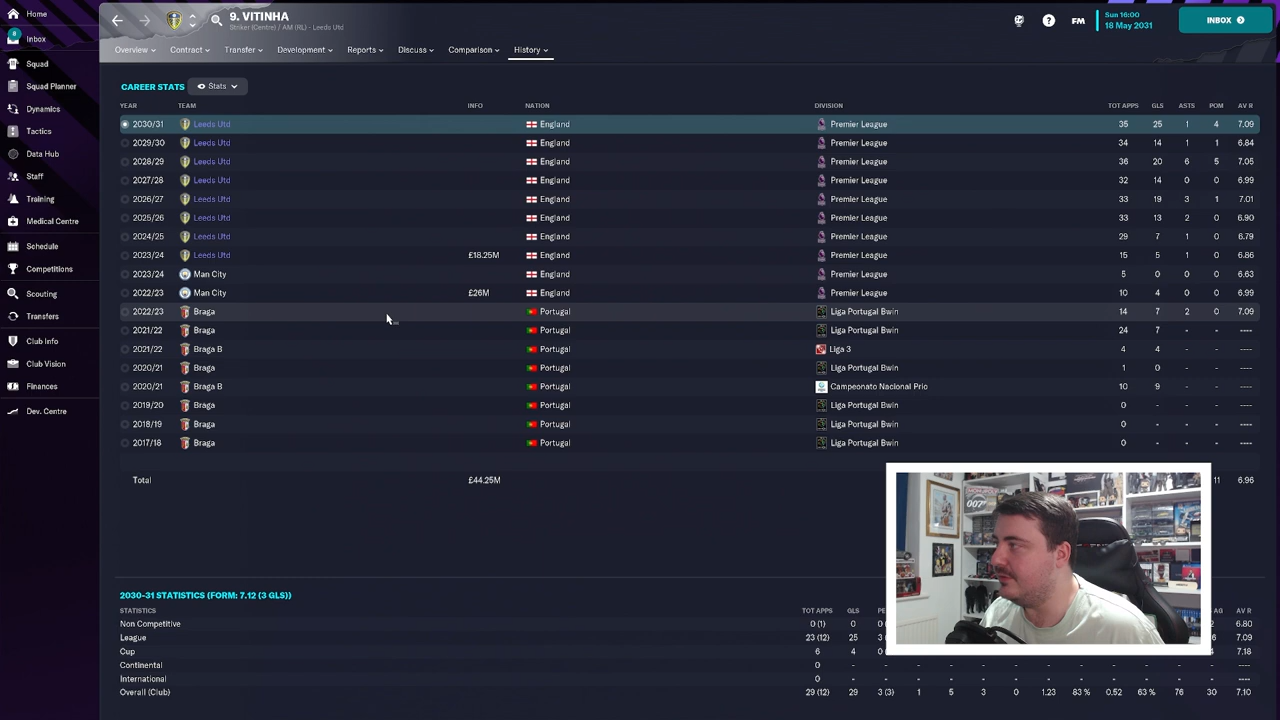 Home
Inbox
Squad
Squad Planner
Dynamics
Tactics
Data Hub
Staff
Training
Medical Centre
Schedule
Competitions
Scouting
Transfers
Club Info
Club Vision
Finances
Dev. Centre
9. VITINHA
Striker (Centre) / AM (RL) - Leeds Utd
FM
Sun 16:00
18 May 2031
INBOX
Overview Contract Transfer Development Reports Discuss Comparison History
CAREER STATS Stats
YEAR TEAM INFO NATION DIVISION TOT APPS GLS ASTS POM AV R
2030/31 Leeds Utd England Premier League 35 25 1 4 7.09
2029/30 Leeds Utd England Premier League 34 14 1 1 6.84
2028/29 Leeds Utd England Premier League 36 20 6 5 7.05
2027/28 Leeds Utd England Premier League 32 14 0 0 6.99
2026/27 Leeds Utd England Premier League 33 19 3 1 7.01
2025/26 Leeds Utd England Premier League 33 13 2 0 6.90
2024/25 Leeds Utd England Premier League 29 7 1 0 6.79
2023/24 Leeds Utd £18.25M England Premier League 15 5 1 0 6.86
2023/24 Man City England Premier League 5 0 0 0 6.63
2022/23 Man City £26M England Premier League 10 4 0 0 6.99
2022/23 Braga Portugal Liga Portugal Bwin 14 7 2 0 7.09
2021/22 Braga Portugal Liga Portugal Bwin 24 7 - - ----
2021/22 Braga B Portugal Liga 3 4 4 - - ----
2020/21 Braga Portugal Liga Portugal Bwin 1 0 - - ----
2020/21 Braga B Portugal Campeonato Nacional Prio 10 9 - - ----
2019/20 Braga Portugal Liga Portugal Bwin 0 - - - ----
2018/19 Braga Portugal Liga Portugal Bwin 0 - - - ----
2017/18 Braga Portugal Liga Portugal Bwin 0 - - - ----
Total £44.25M 11 6.96
007
2030-31 STATISTICS (FORM: 7.12 (3 GLS))
STATISTICS TOT APPS GLS AV R
Non Competitive 0 (1) 0 6.80
League 23 (12) 25 7.09
Cup 6 4 7.18
Continental 0 - ----
International 0 - - - - - - - - - - - ----
Overall (Club) 29 (12) 29 3 (3) 1 5 3 0 1.23 83 % 0.52 63 % 76 30 7.10